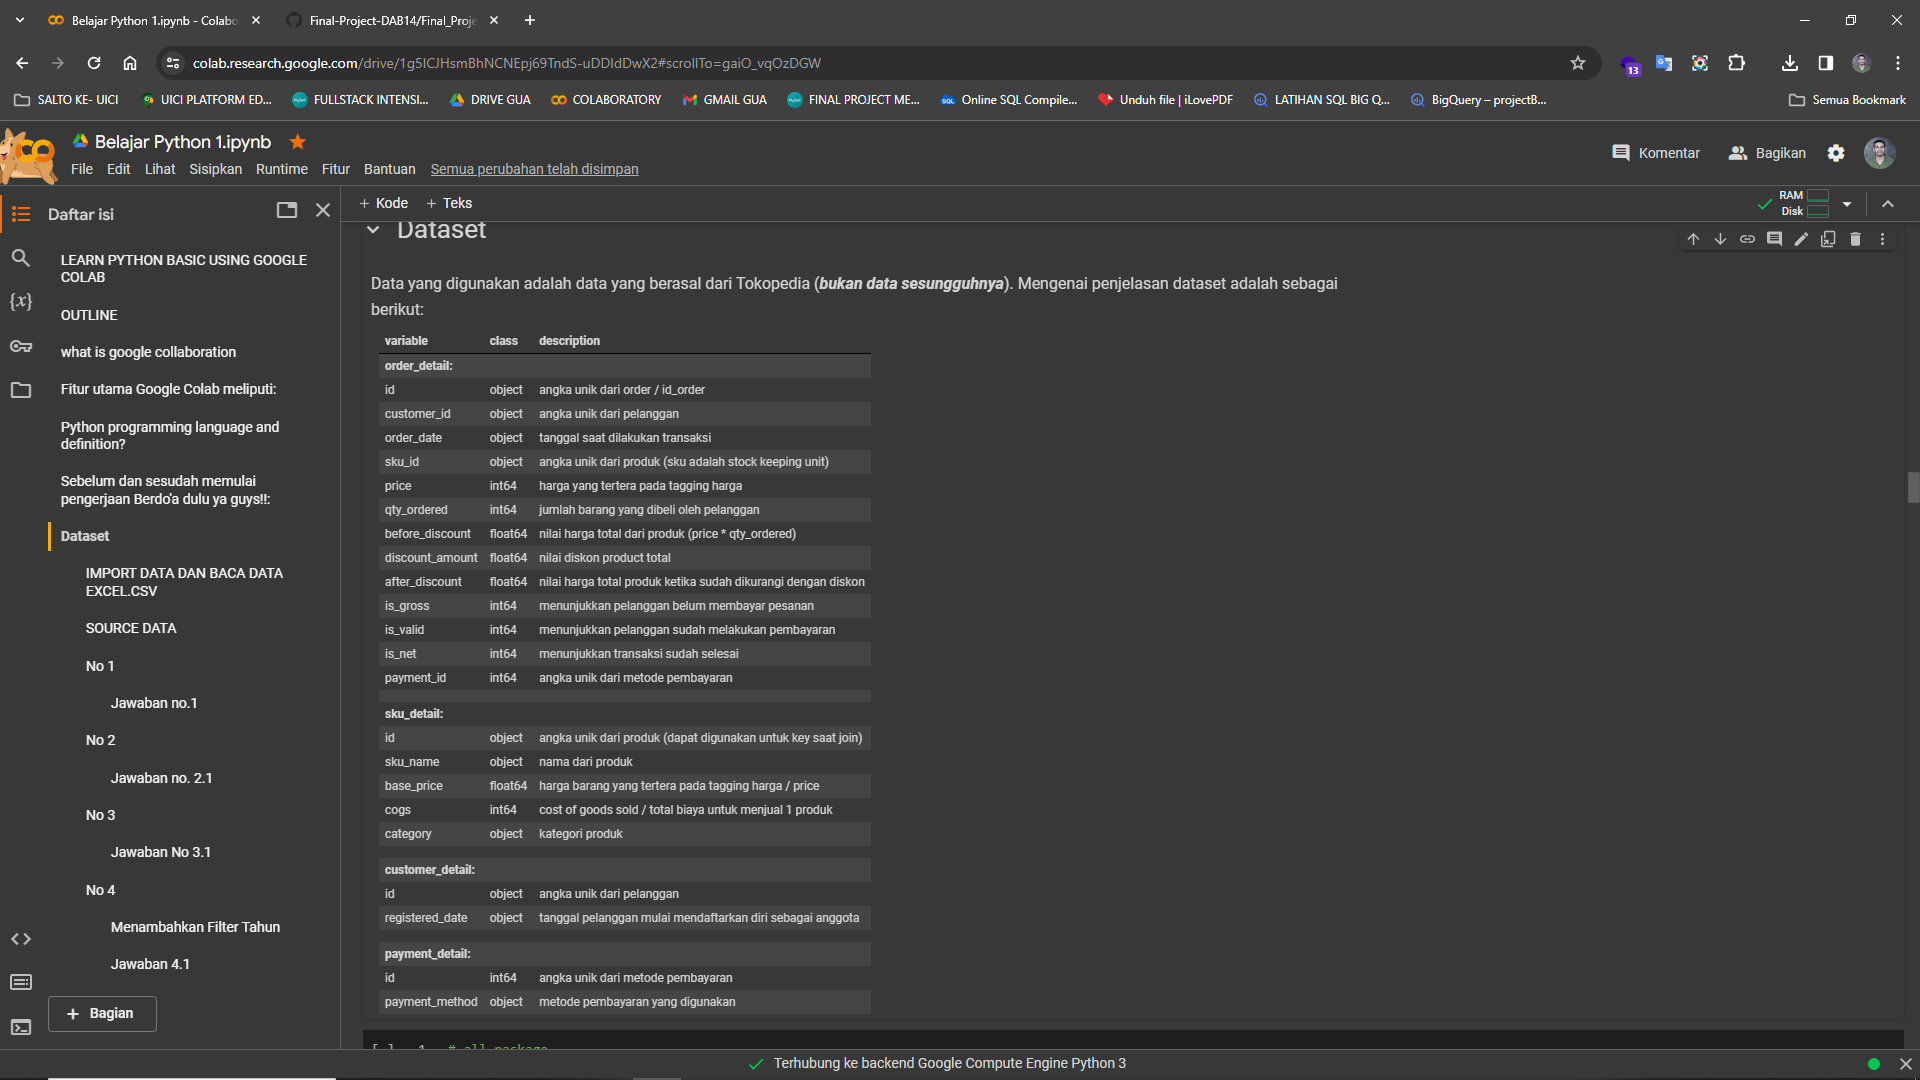 Belajar Python 1.ipynb - Colabo
Final-Project-DAB14/Final_Proje
colab.research.google.com/drive/1g5ICJHsmBhNCNEpj69TndS-uDDIdDwX2#scrollTo=gaiO_vqOzDGW
13
SALTO KE- UICI
UICI PLATFORM ED...
FULLSTACK INTENSI...
DRIVE GUA
COLABORATORY
GMAIL GUA
FINAL PROJECT ME...
Online SQL Compile...
Unduh file | iLovePDF
LATIHAN SQL BIG Q...
BigQuery – projectB...
Semua Bookmark
Belajar Python 1.ipynb
File Edit Lihat Sisipkan Runtime Fitur Bantuan Semua perubahan telah disimpan
Komentar
Bagikan
Daftar isi
LEARN PYTHON BASIC USING GOOGLE
COLAB
OUTLINE
what is google collaboration
Fitur utama Google Colab meliputi:
Python programming language and
definition?
Sebelum dan sesudah memulai
pengerjaan Berdo'a dulu ya guys!!:
Dataset
IMPORT DATA DAN BACA DATA
EXCEL.CSV
SOURCE DATA
No 1
Jawaban no.1
No 2
Jawaban no. 2.1
No 3
Jawaban No 3.1
No 4
Menambahkan Filter Tahun
Jawaban 4.1
+ Bagian
+ Kode + Teks
RAM
Disk
Dataset
Data yang digunakan adalah data yang berasal dari Tokopedia (bukan data sesungguhnya). Mengenai penjelasan dataset adalah sebagai
berikut:
variable class description
order_detail:
id object angka unik dari order / id_order
customer_id object angka unik dari pelanggan
order_date object tanggal saat dilakukan transaksi
sku_id object angka unik dari produk (sku adalah stock keeping unit)
price int64 harga yang tertera pada tagging harga
qty_ordered int64 jumlah barang yang dibeli oleh pelanggan
before_discount float64 nilai harga total dari produk (price * qty_ordered)
discount_amount float64 nilai diskon product total
after_discount float64 nilai harga total produk ketika sudah dikurangi dengan diskon
is_gross int64 menunjukkan pelanggan belum membayar pesanan
is_valid int64 menunjukkan pelanggan sudah melakukan pembayaran
is_net int64 menunjukkan transaksi sudah selesai
payment_id int64 angka unik dari metode pembayaran
sku_detail:
id object angka unik dari produk (dapat digunakan untuk key saat join)
sku_name object nama dari produk
base_price float64 harga barang yang tertera pada tagging harga / price
cogs int64 cost of goods sold / total biaya untuk menjual 1 produk
category object kategori produk
customer_detail:
id object angka unik dari pelanggan
registered_date object tanggal pelanggan mulai mendaftarkan diri sebagai anggota
payment_detail:
id int64 angka unik dari metode pembayaran
payment_method object metode pembayaran yang digunakan
[ ] 1 # all package
Terhubung ke backend Google Compute Engine Python 3